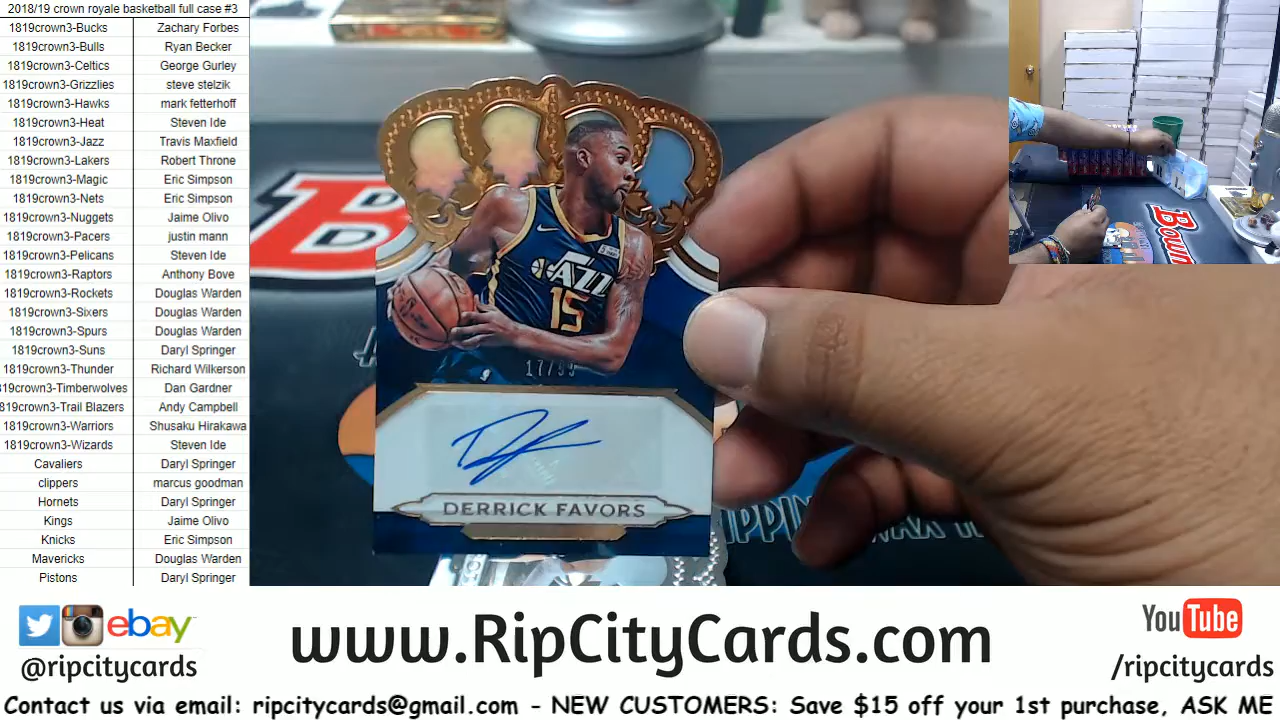 2018/19 crown royale basketball full case #3
1819crown3-Bucks Zachary Forbes
1819crown3-Bulls Ryan Becker
1819crown3-Celtics George Gurley
1819crown3-Grizzlies steve stelzik
1819crown3-Hawks mark fetterhoff
1819crown3-Heat Steven Ide
1819crown3-Jazz Travis Maxfield
1819crown3-Lakers Robert Throne
1819crown3-Magic Eric Simpson
1819crown3-Nets Eric Simpson
1819crown3-Nuggets Jaime Olivo
1819crown3-Pacers justin mann
1819crown3-Pelicans Steven Ide
1819crown3-Raptors Anthony Bove
1819crown3-Rockets Douglas Warden
1819crown3-Sixers Douglas Warden
1819crown3-Spurs Douglas Warden
1819crown3-Suns Daryl Springer
1819crown3-Thunder Richard Wilkerson
819crown3-Timberwolves Dan Gardner
819crown3-Trail Blazers Andy Campbell
1819crown3-Warriors Shusaku Hirakawa
1819crown3-Wizards Steven Ide
Cavaliers Daryl Springer
clippers marcus goodman
Hornets Daryl Springer
Kings Jaime Olivo
Knicks Eric Simpson
Mavericks Douglas Warden
Pistons Daryl Springer
JAZZ
15
17/99
DERRICK FAVORS
ebay
@ripcitycards
www.RipCityCards.com
YouTube
/ripcitycards
Contact us via email: ripcitycards@gmail.com - NEW CUSTOMERS: Save $15 off your 1st purchase, ASK ME